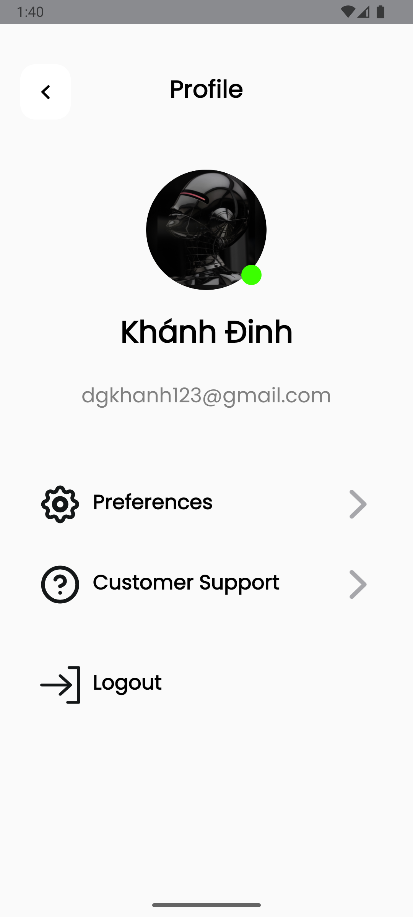 1:40
Profile
Khánh Đinh
dgkhanh123@gmail.com
Preferences
Customer Support
Logout